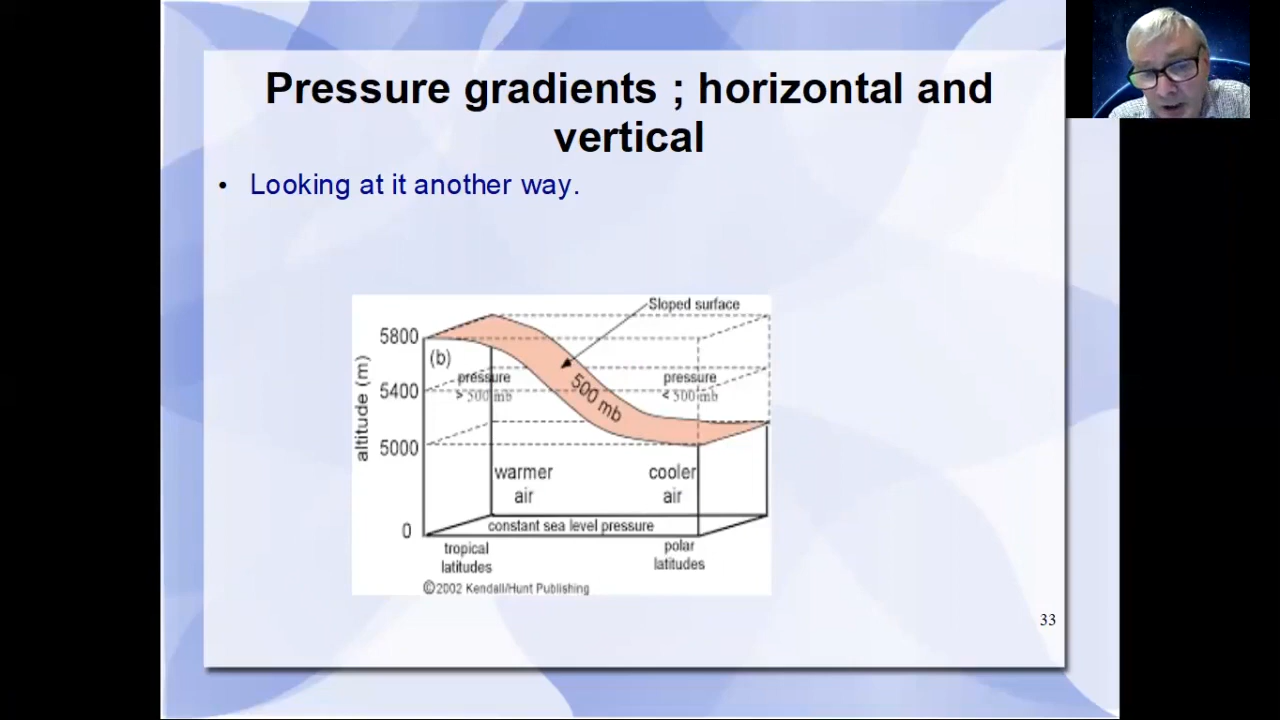 Pressure gradients ; horizontal and
vertical
• Looking at it another way.
Sloped surface
5800
(b)
pressure
> 500 mb
pressure
< 500 mb
5400
500 mb
altitude (m)
5000
warmer
air
cooler
air
0
constant sea level pressure
tropical
latitudes
polar
latitudes
©2002 Kendall/Hunt Publishing
33